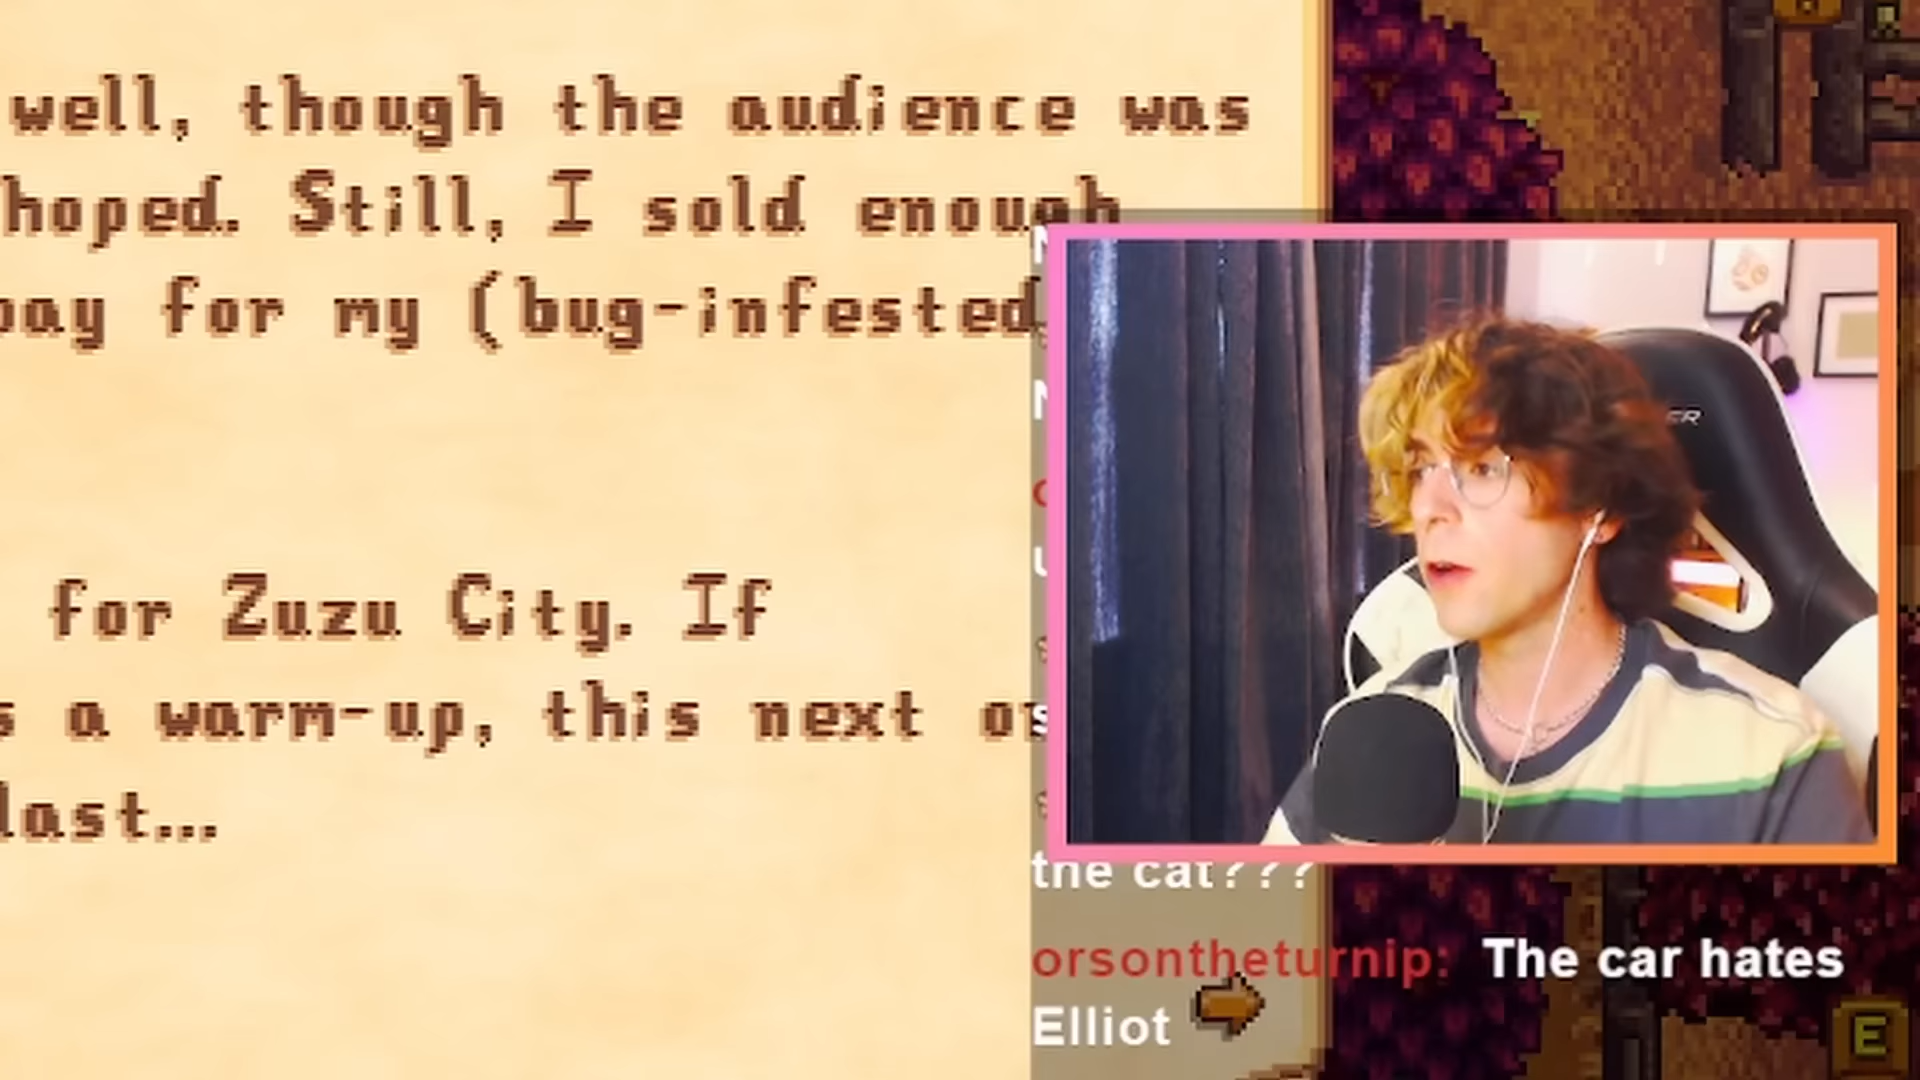 well, though the audience was
hoped. Still, I sold enough
pay for my (bug-infested
for Zuzu City. If
s a warm-up, this next
last...
the cat???
orsontheturnip: The car hates
Elliot
E